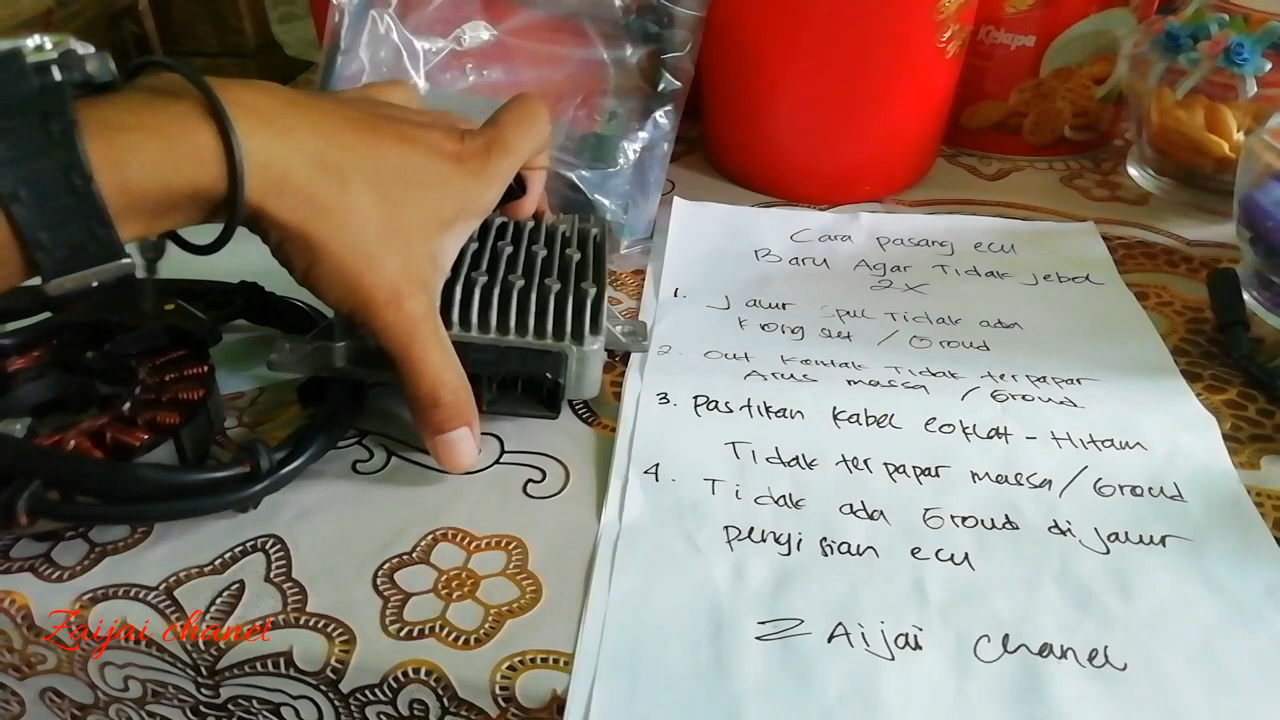 Kelapa
Cara pasang ecu
Baru Agar Tidak jebol
2x
1. Jalur spul Tidak ada
Kongslet / Groud
2. Out Kontak Tidak terpapar
Arus massa / Groud
3. Pastikan Kabel Coklat - Hitam
Tidak terpapar massa / Groud
4. Tidak ada Groud di jalur
pengisian ecu
ZAijai Chanel
Zaijai chanel